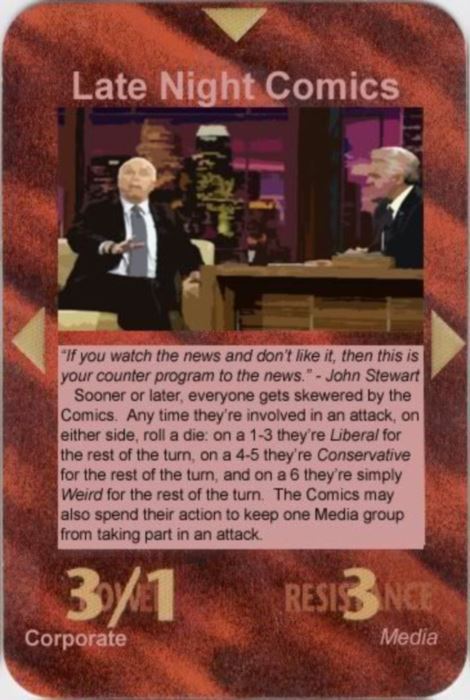 Late Night Comics
"If you watch the news and don't like it, then this is
your counter program to the news." - John Stewart
Sooner or later, everyone gets skewered by the
Comics. Any time they're involved in an attack, on
either side, roll a die: on a 1-3 they're Liberal for
the rest of the turn, on a 4-5 they're Conservative
for the rest of the turn, and on a 6 they're simply
Weird for the rest of the turn. The Comics may
also spend their action to keep one Media group
from taking part in an attack.
POWER RESISTANCE
3/1 3
Corporate Media